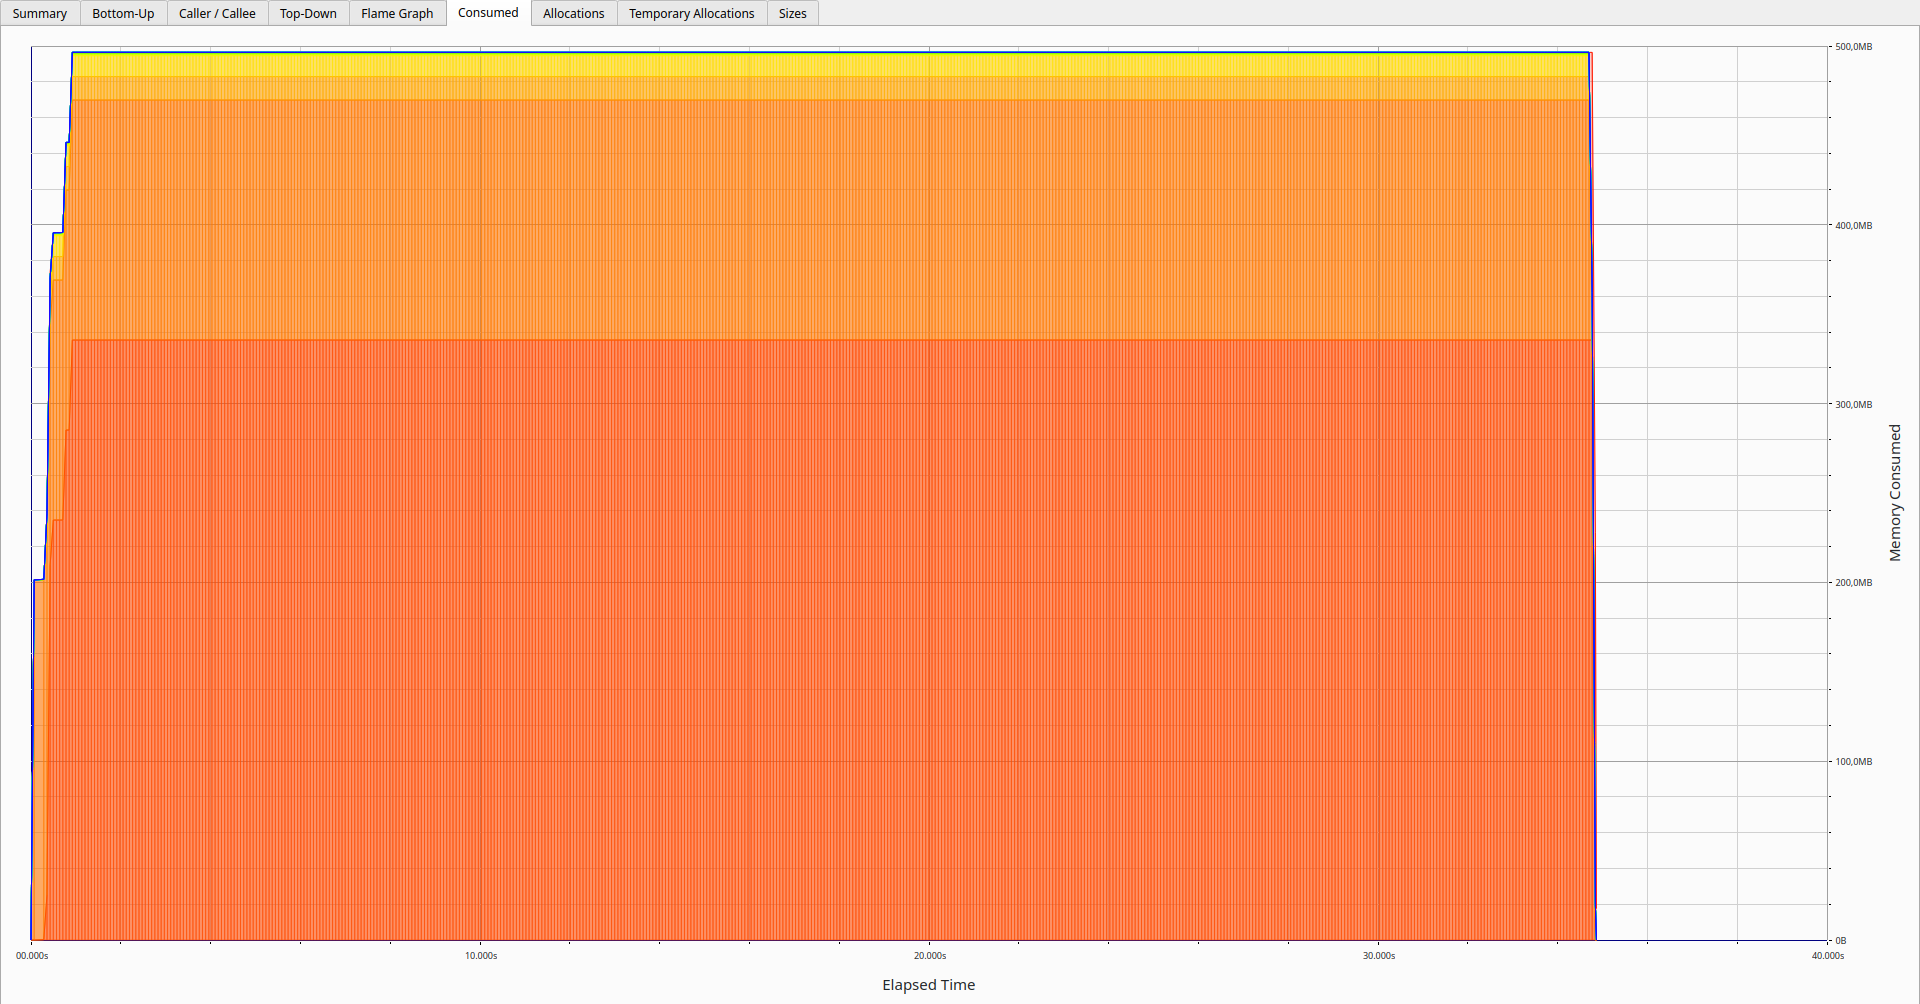 Summary Bottom-Up Caller / Callee Top-Down Flame Graph Consumed Allocations Temporary Allocations Sizes
500,0MB
400,0MB
300,0MB
200,0MB
100,0MB
0B
Memory Consumed
00.000s 10.000s 20.000s 30.000s 40.000s
Elapsed Time